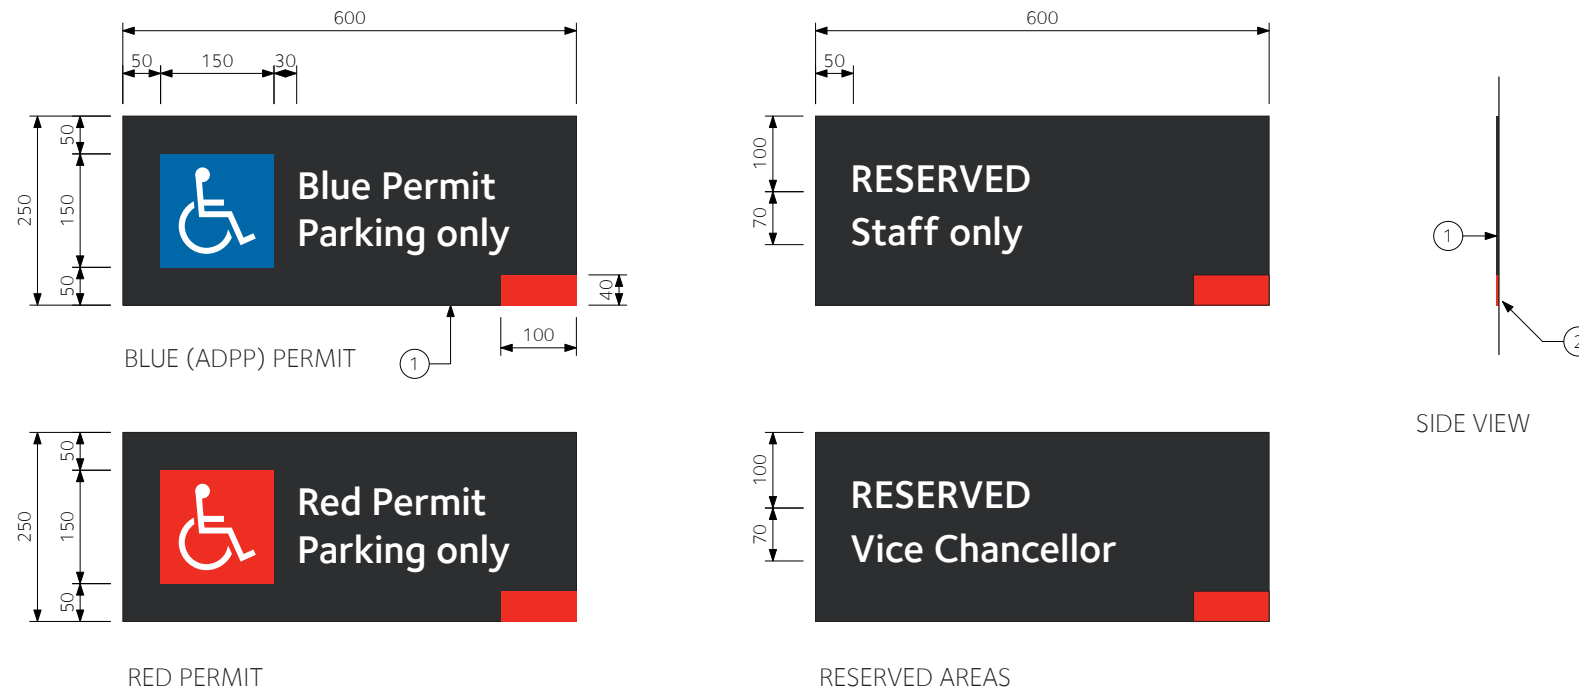 600
50 150 30
250
50
150
50
Blue Permit
Parking only
40
100
1
BLUE (ADPP) PERMIT
600
50
100
70
RESERVED
Staff only
1
2
SIDE VIEW
250
50
150
50
Red Permit
Parking only
RED PERMIT
100
70
RESERVED
Vice Chancellor
RESERVED AREAS